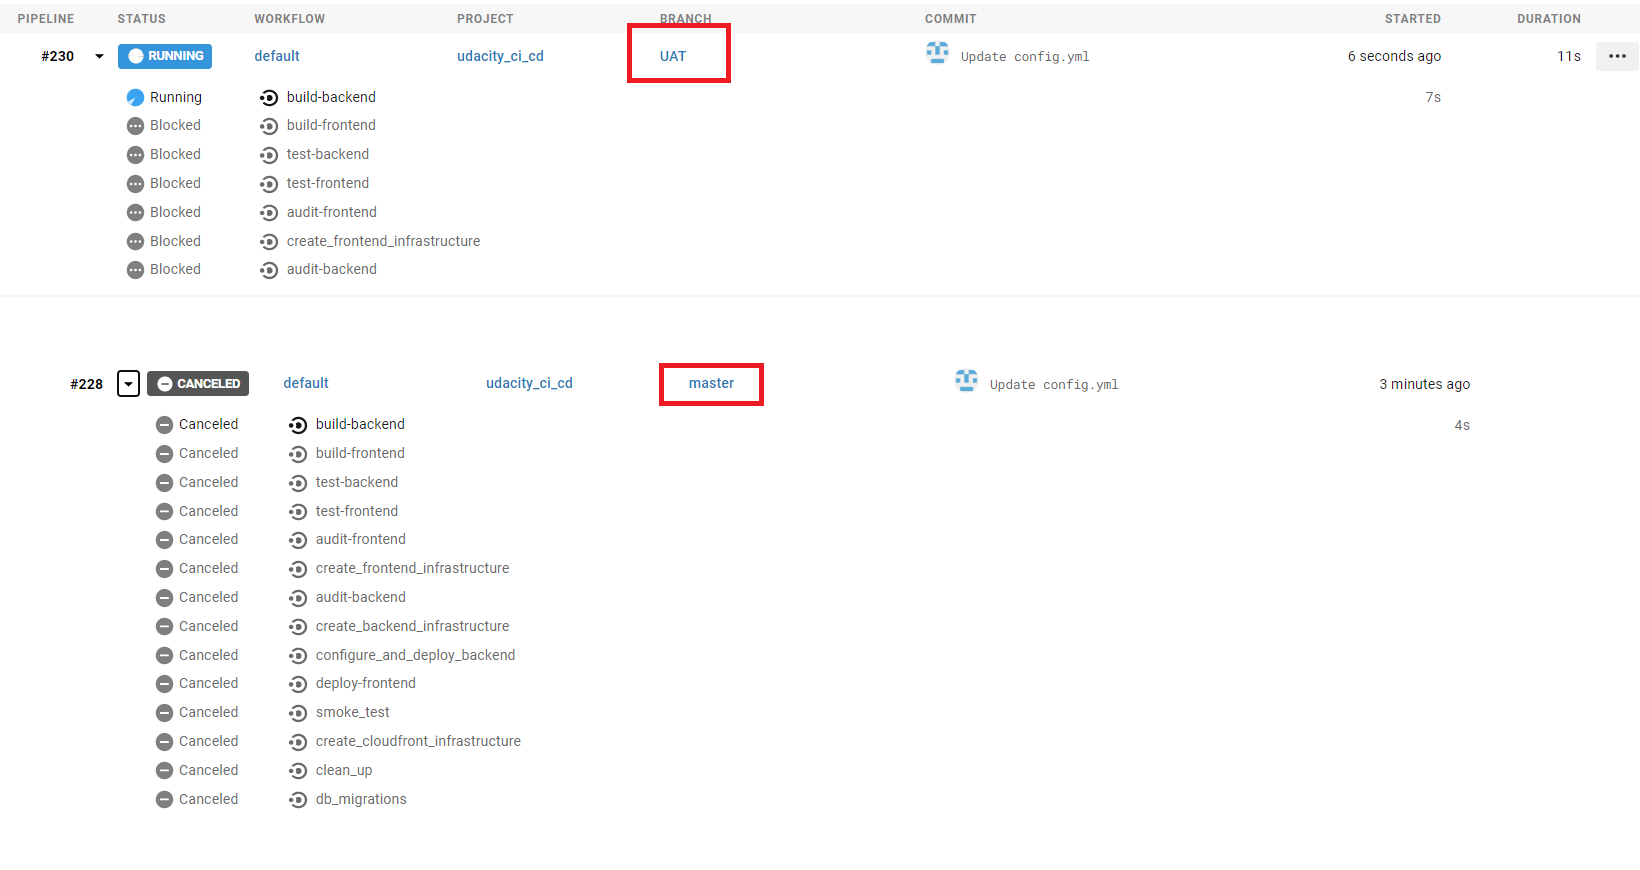 PIPELINE STATUS WORKFLOW PROJECT BRANCH COMMIT STARTED DURATION
#230 RUNNING default udacity_ci_cd UAT Update config.yml 6 seconds ago 11s
Running build-backend 7s
Blocked build-frontend
Blocked test-backend
Blocked test-frontend
Blocked audit-frontend
Blocked create_frontend_infrastructure
Blocked audit-backend
#228 CANCELED default udacity_ci_cd master Update config.yml 3 minutes ago
Canceled build-backend 4s
Canceled build-frontend
Canceled test-backend
Canceled test-frontend
Canceled audit-frontend
Canceled create_frontend_infrastructure
Canceled audit-backend
Canceled create_backend_infrastructure
Canceled configure_and_deploy_backend
Canceled deploy-frontend
Canceled smoke_test
Canceled create_cloudfront_infrastructure
Canceled clean_up
Canceled db_migrations